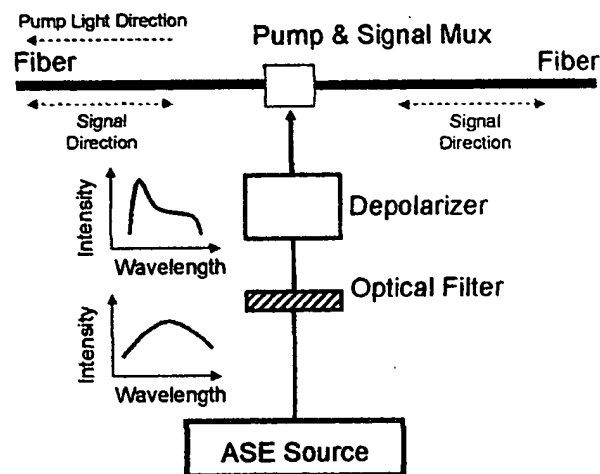 Pump Light Direction
Pump & Signal Mux
Fiber
Fiber
Signal
Direction
Signal
Direction
Intensity
Wavelength
Depolarizer
Optical Filter
Intensity
Wavelength
ASE Source